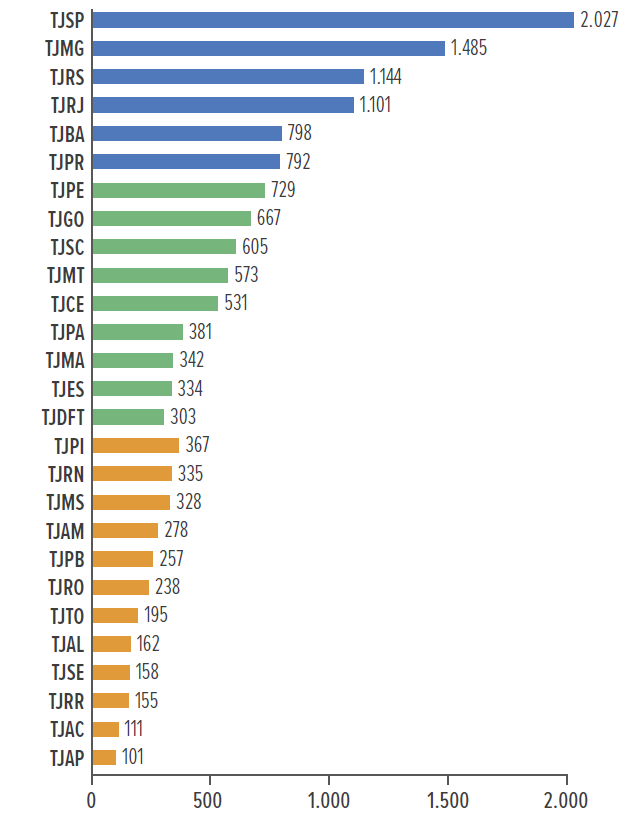 TJSP 2.027
TJMG 1.485
TJRS 1.144
TJRJ 1.101
TJBA 798
TJPR 792
TJPE 729
TJGO 667
TJSC 605
TJMT 573
TJCE 531
TJPA 381
TJMA 342
TJES 334
TJDFT 303
TJPI 367
TJRN 335
TJMS 328
TJAM 278
TJPB 257
TJRO 238
TJTO 195
TJAL 162
TJSE 158
TJRR 155
TJAC 111
TJAP 101
0 500 1.000 1.500 2.000